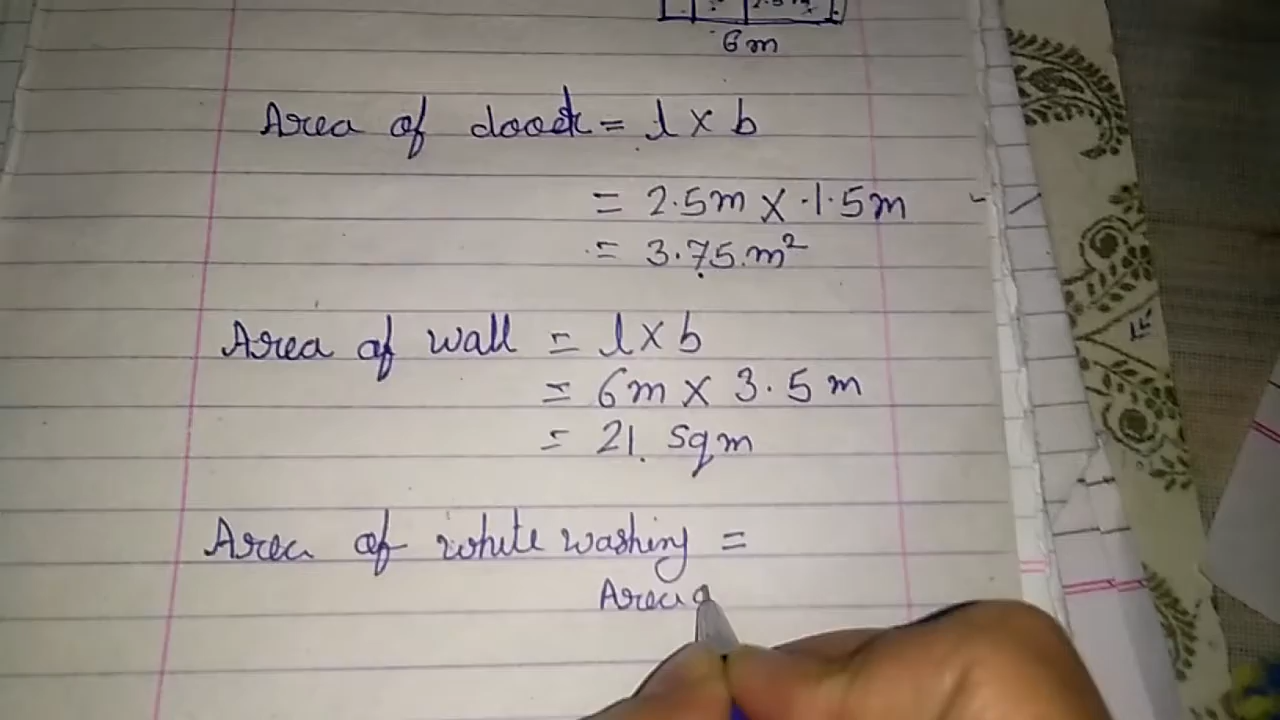 6m
Area of door = l × b
= 2.5m × 1.5m
= 3.75 m²
Area of wall = l × b
= 6m × 3.5 m
= 21 sqm
Area of white washing =
Area